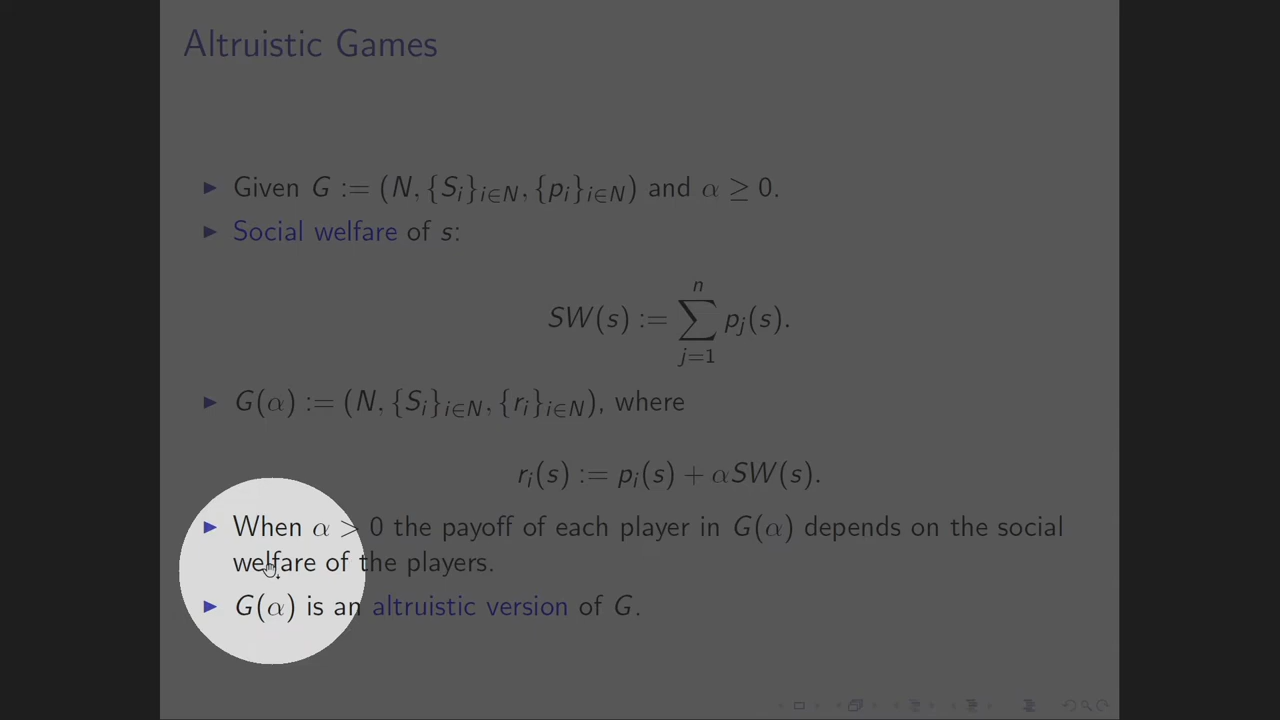 Altruistic Games
▶ Given G := (N, {S_i}_{i∈N}, {p_i}_{i∈N}) and α ≥ 0.
▶ Social welfare of s:
SW(s) := ∑_{j=1}^{n} p_j(s).
▶ G(α) := (N, {S_i}_{i∈N}, {r_i}_{i∈N}), where
r_i(s) := p_i(s) + αSW(s).
▶ When α > 0 the payoff of each player in G(α) depends on the social
welfare of the players.
▶ G(α) is an altruistic version of G.